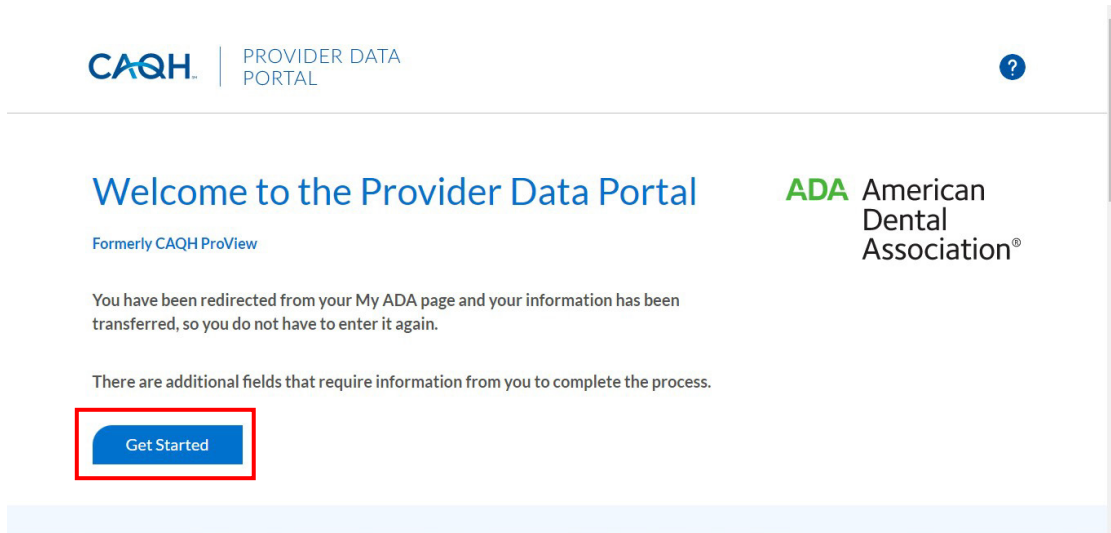 CAQH
PROVIDER DATA
PORTAL
?
Welcome to the Provider Data Portal
ADA American
Dental
Association®
Formerly CAQH ProView
You have been redirected from your My ADA page and your information has been
transferred, so you do not have to enter it again.
There are additional fields that require information from you to complete the process.
Get Started